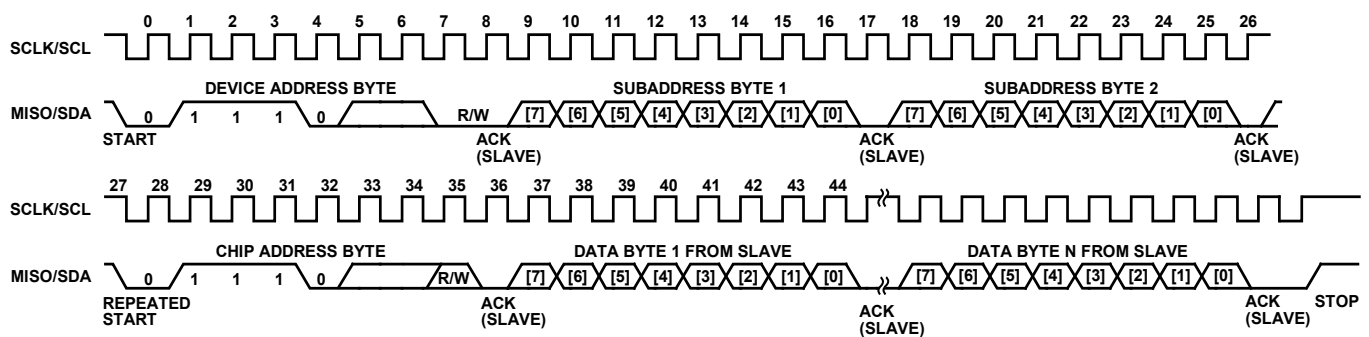 0 1 2 3 4 5 6 7 8 9 10 11 12 13 14 15 16 17 18 19 20 21 22 23 24 25 26
SCLK/SCL
DEVICE ADDRESS BYTE SUBADDRESS BYTE 1 SUBADDRESS BYTE 2
MISO/SDA 0 1 1 1 0 R/W [7] [6] [5] [4] [3] [2] [1] [0] [7] [6] [5] [4] [3] [2] [1] [0]
START ACK ACK ACK
(SLAVE) (SLAVE) (SLAVE)
27 28 29 30 31 32 33 34 35 36 37 38 39 40 41 42 43 44
SCLK/SCL
CHIP ADDRESS BYTE DATA BYTE 1 FROM SLAVE DATA BYTE N FROM SLAVE
MISO/SDA 0 1 1 1 0 R/W [7] [6] [5] [4] [3] [2] [1] [0] [7] [6] [5] [4] [3] [2] [1] [0]
REPEATED ACK ACK ACK STOP
START (SLAVE) (SLAVE) (SLAVE)